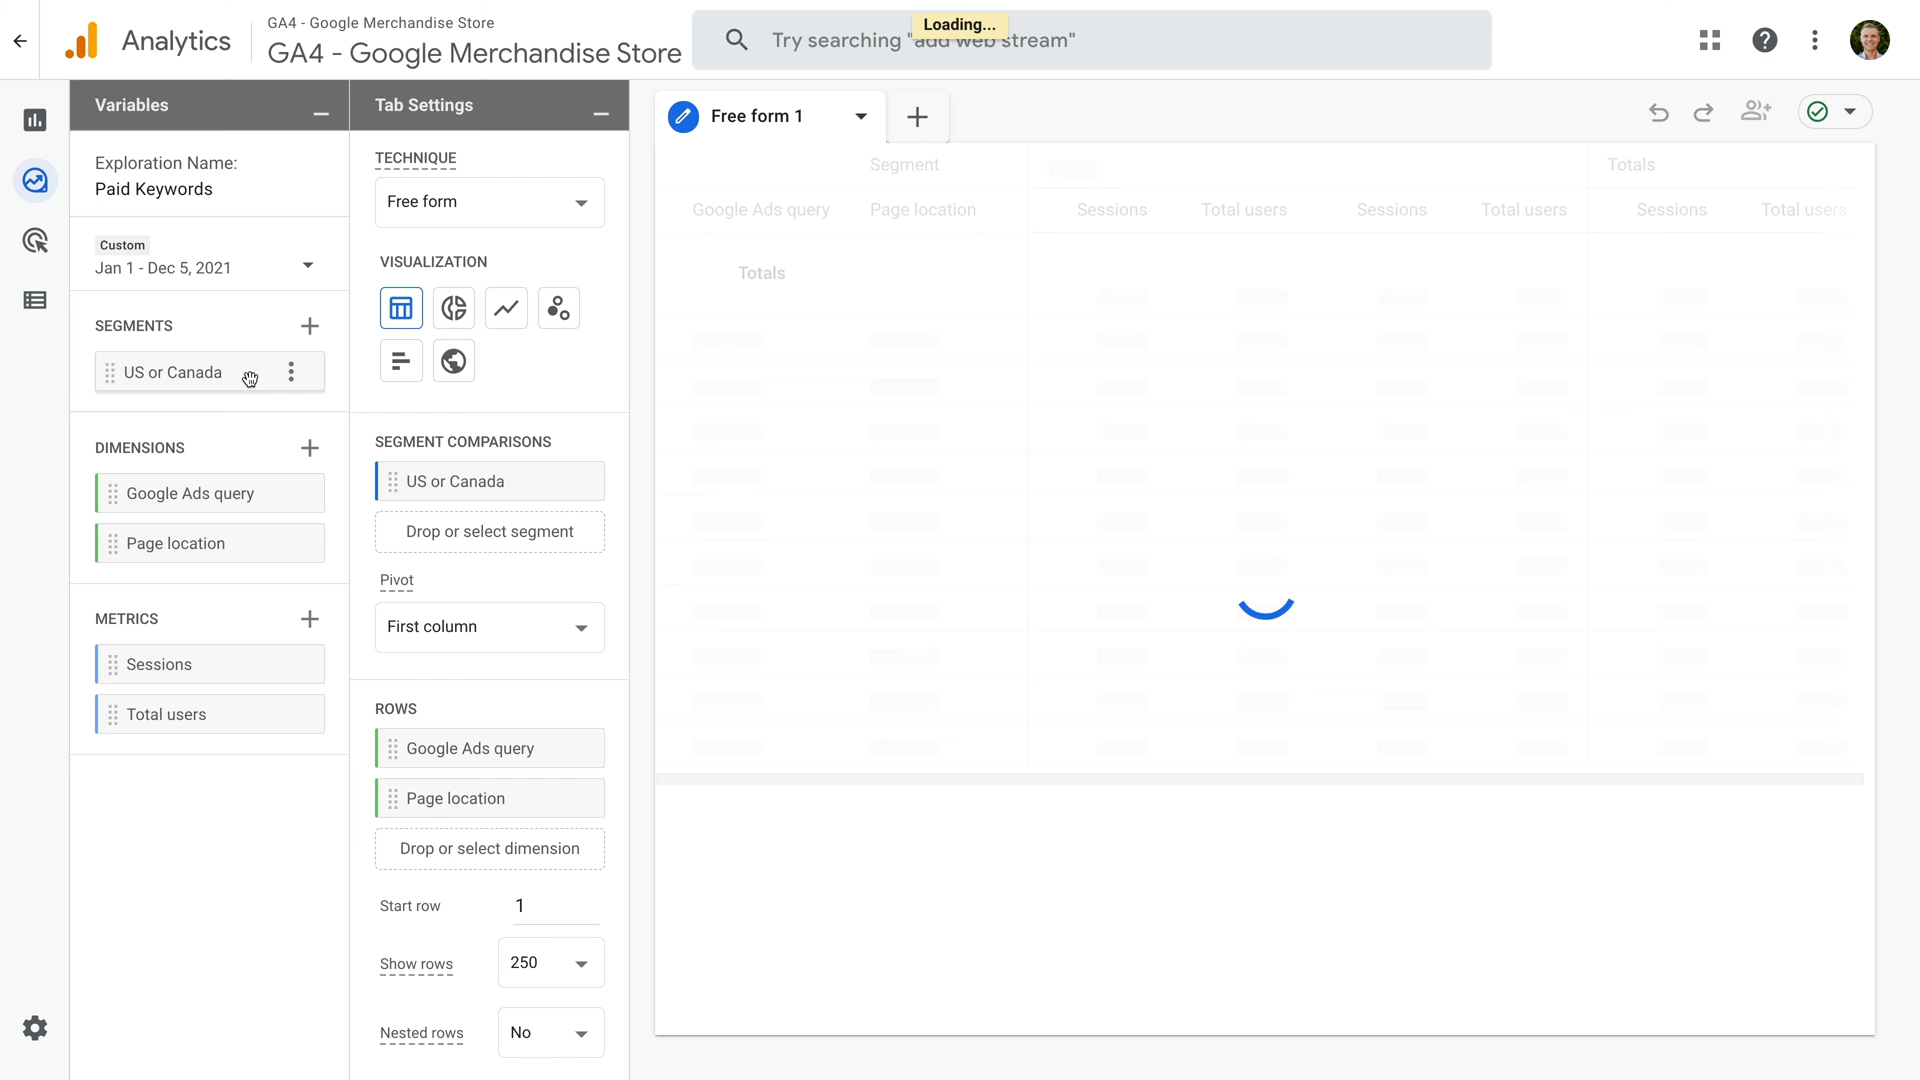 Analytics
GA4 - Google Merchandise Store
GA4 - Google Merchandise Store
Try searching "add web stream"
Loading...
Variables
Exploration Name:
Paid Keywords
Custom
Jan 1 - Dec 5, 2021
SEGMENTS
US or Canada
DIMENSIONS
Google Ads query
Page location
METRICS
Sessions
Total users
Tab Settings
TECHNIQUE
Free form
VISUALIZATION
SEGMENT COMPARISONS
US or Canada
Drop or select segment
Pivot
First column
ROWS
Google Ads query
Page location
Drop or select dimension
Start row 1
Show rows 250
Nested rows No
Free form 1
Segment Totals
Google Ads query Page location Sessions Total users Sessions Total users Sessions Total users
Totals